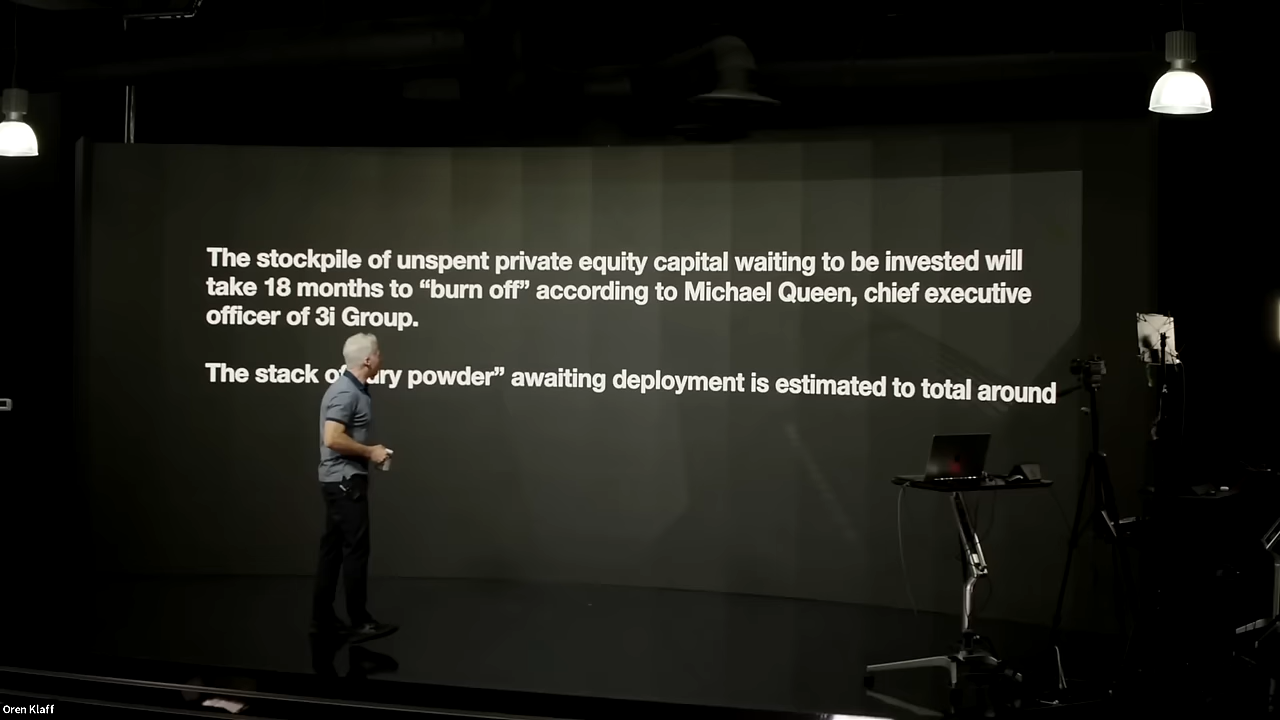 The stockpile of unspent private equity capital waiting to be invested will
take 18 months to “burn off” according to Michael Queen, chief executive
officer of 3i Group.
The stack of dry powder” awaiting deployment is estimated to total around
Oren Klaff